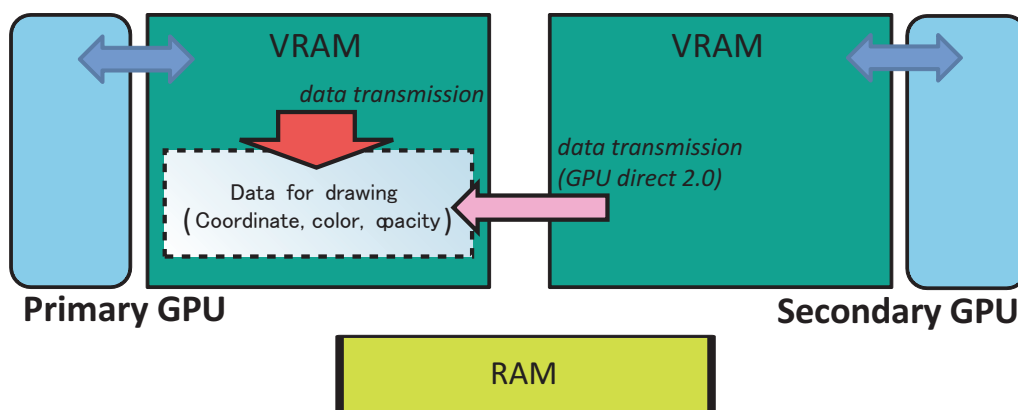 VRAM
data transmission
Data for drawing
(Coordinate, color, opacity)
Primary GPU
VRAM
data transmission
(GPU direct 2.0)
Secondary GPU
RAM